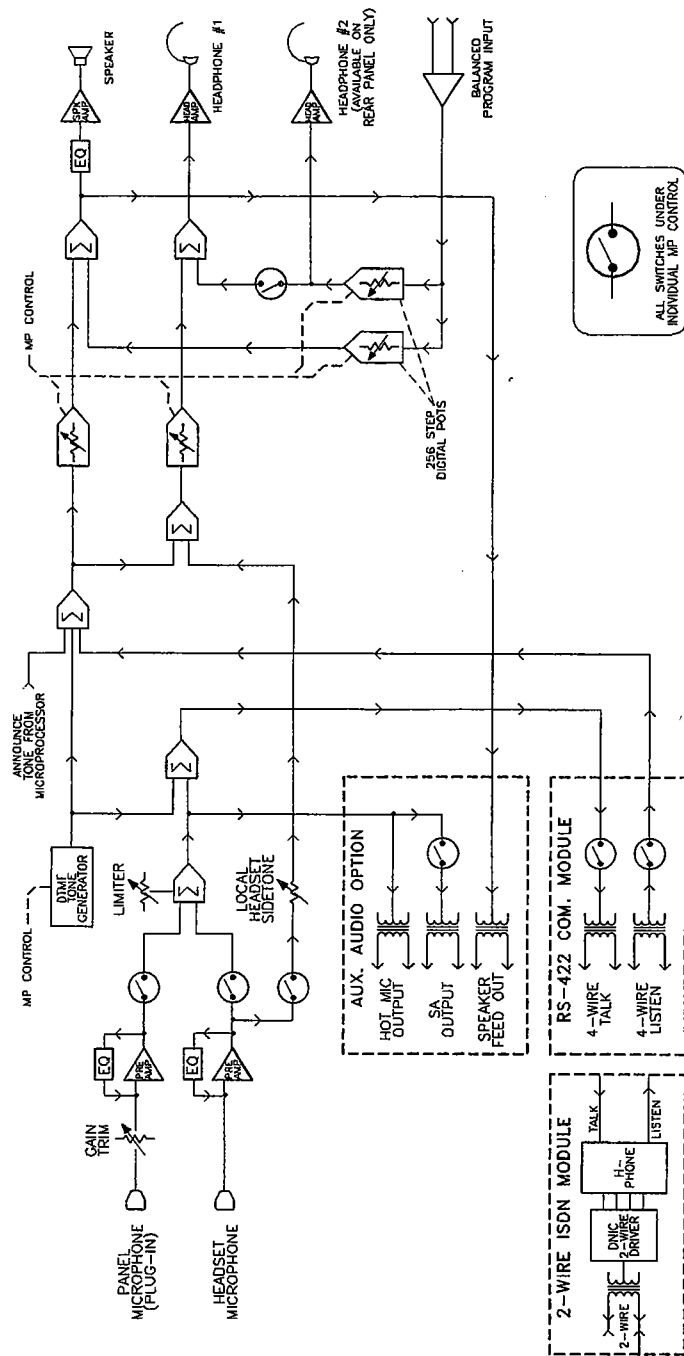 MP CONTROL
DTMF
TONE
GENERATOR
ANNOUNCE
TONE FROM
MICROPROCESSOR
MP CONTROL
EQ
SPKR
AMP
SPEAKER
GAIN
TRIM
EQ
PRE
AMP
PANEL
MICROPHONE
(PLUG-IN)
LIMITER
Σ
Σ
Σ
Σ
Σ
Σ
HEAD
AMP
HEADPHONE #1
EQ
PRE
AMP
HEADSET
MICROPHONE
LOCAL
HEADSET
SIDETONE
HEAD
AMP
HEADPHONE #2
(AVAILABLE ON
REAR PANEL ONLY)
256 STEP
DIGITAL POTS
BALANCED
PROGRAM INPUT
AUX. AUDIO OPTION
HOT MIC
OUTPUT
SA
OUTPUT
SPEAKER
FEED OUT
2-WIRE ISDN MODULE
2-WIRE
DNIC
2-WIRE
DRIVER
H-
PHONE
TALK
LISTEN
RS-422 COM. MODULE
4-WIRE
TALK
4-WIRE
LISTEN
ALL SWITCHES UNDER
INDIVIDUAL MP CONTROL